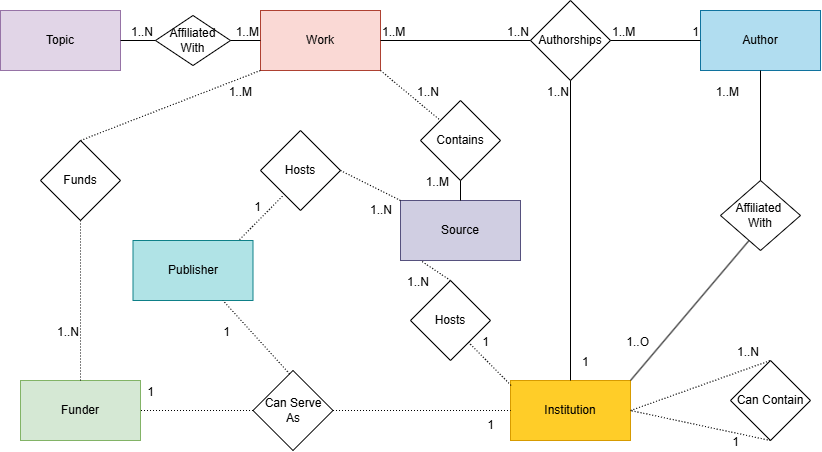 Topic
1..N
Affiliated
With
1..M
Work
1..M
1..N
Authorships
1..M
1
Author
1..M
1..N
1..N
1..M
Funds
Hosts
Contains
1..M
1
1..N
Affiliated
With
Source
Publisher
1..N
1..N
1
Hosts
1
1..O
1
1..N
Funder
1
Can Serve
As
1
Institution
Can Contain
1